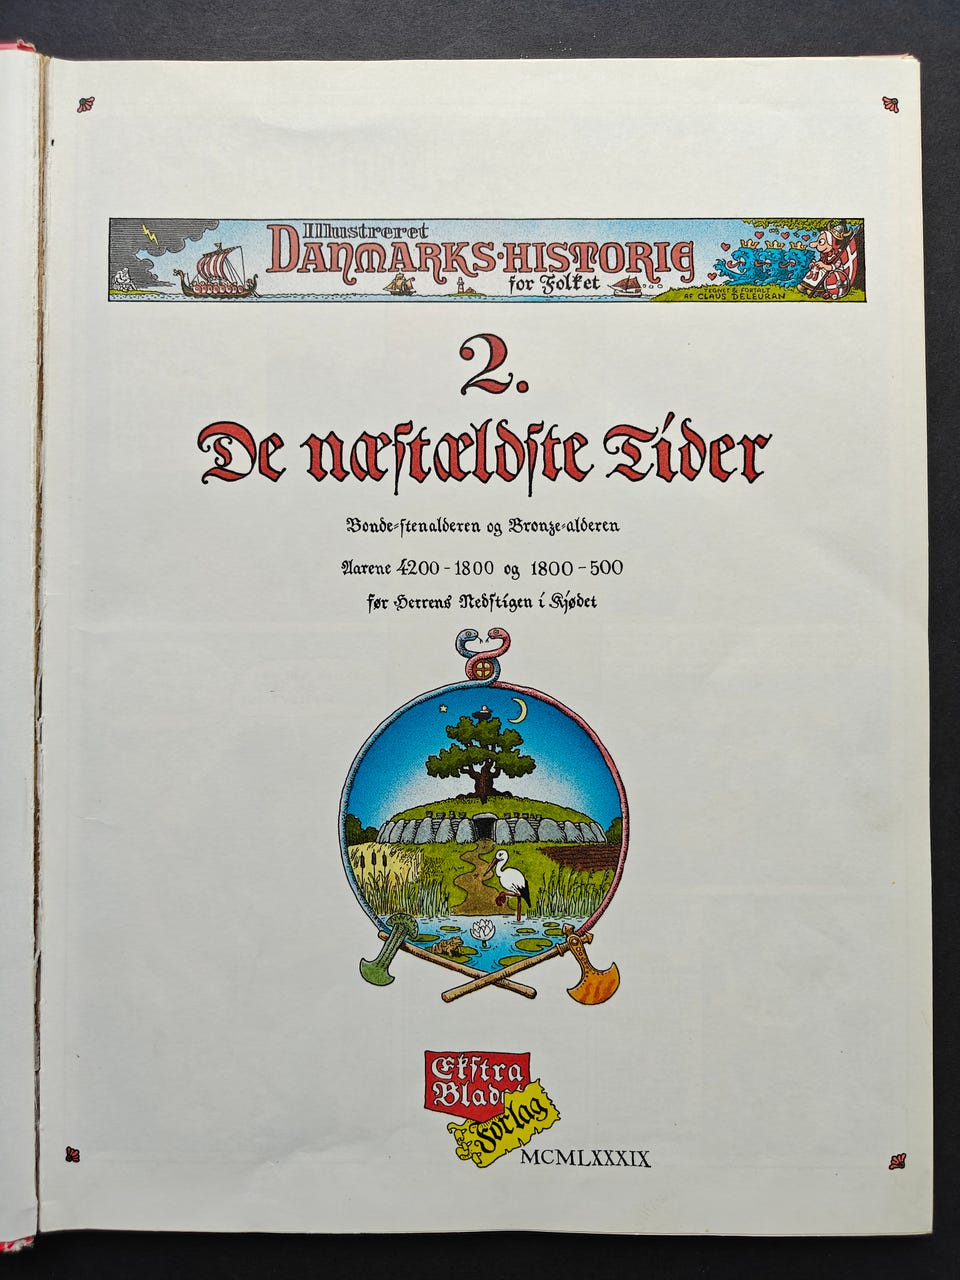 Illustreret
DANMARKS·HISTORIE
for Folket
TEGNET & FORTALT
AF CLAUS DELEURAN
2.
De næſtældſte Tider
Bonde-ſtenalderen og Bronze-alderen
Aarene 4200 - 1800 og 1800 - 500
før Herrens Nedſtigen i Kjødet
Ekſtra
Bladet
Forlag
MCMLXXXIX